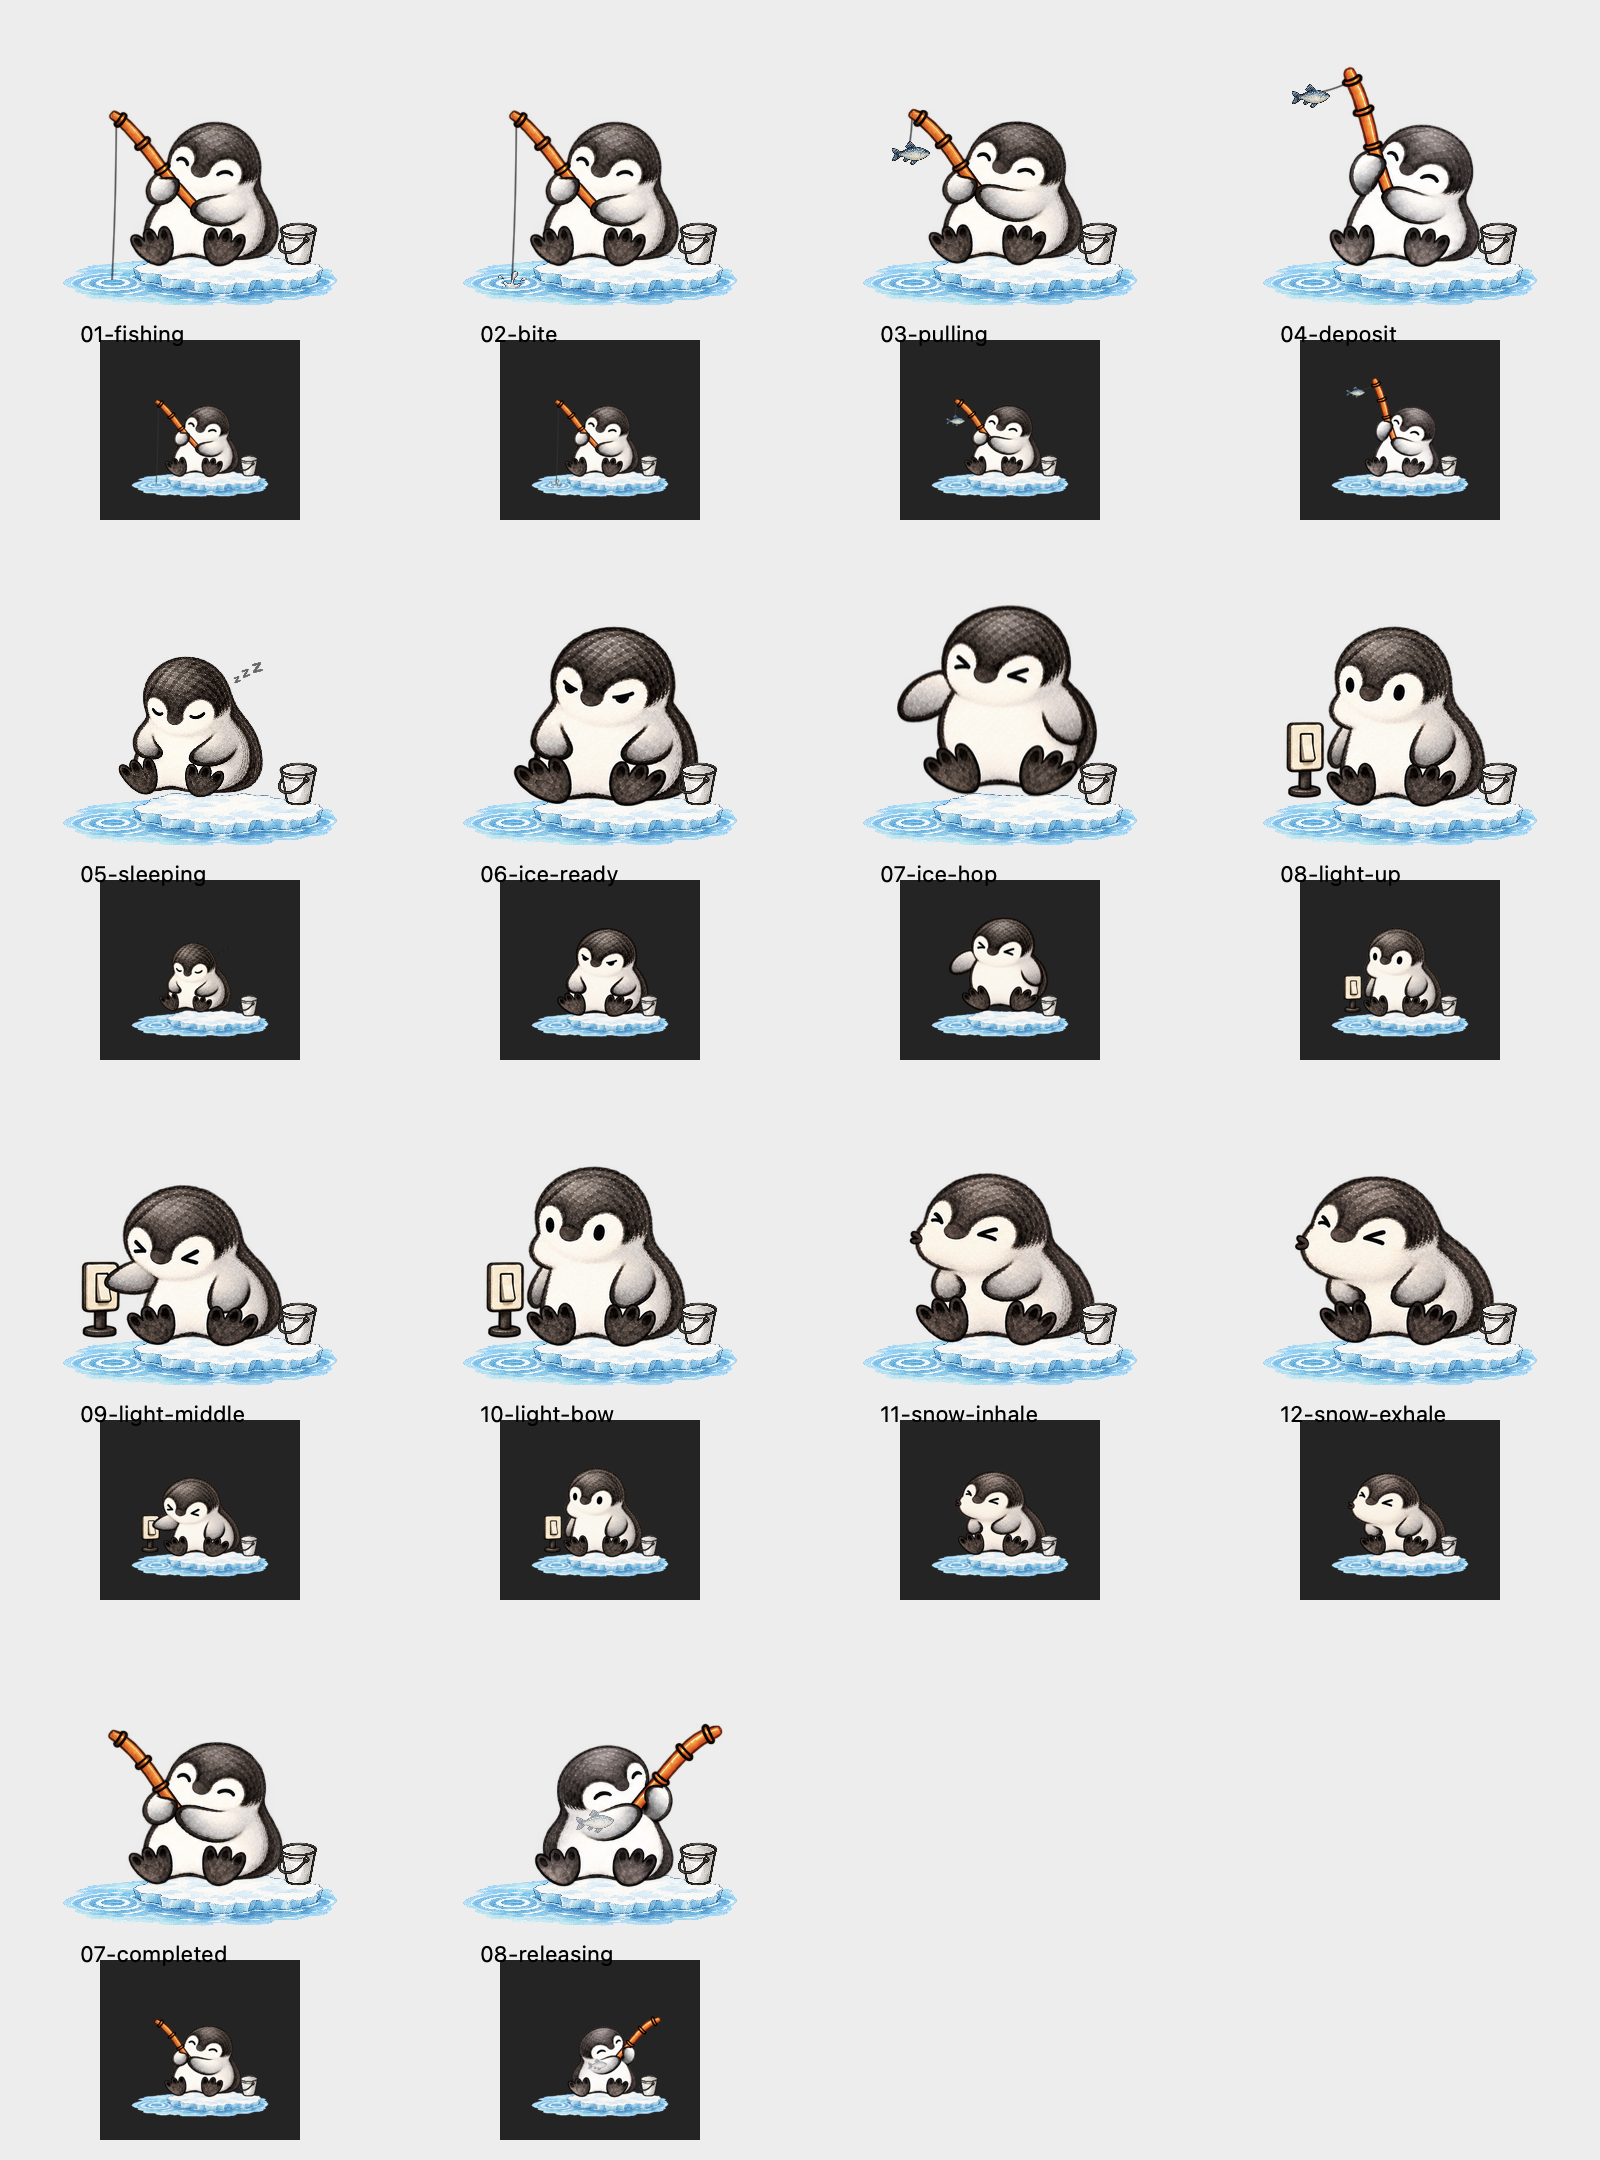 01-fishing
02-bite
03-pulling
04-deposit
zzZ
05-sleeping
06-ice-ready
07-ice-hop
08-light-up
09-light-middle
10-light-bow
11-snow-inhale
12-snow-exhale
07-completed
08-releasing